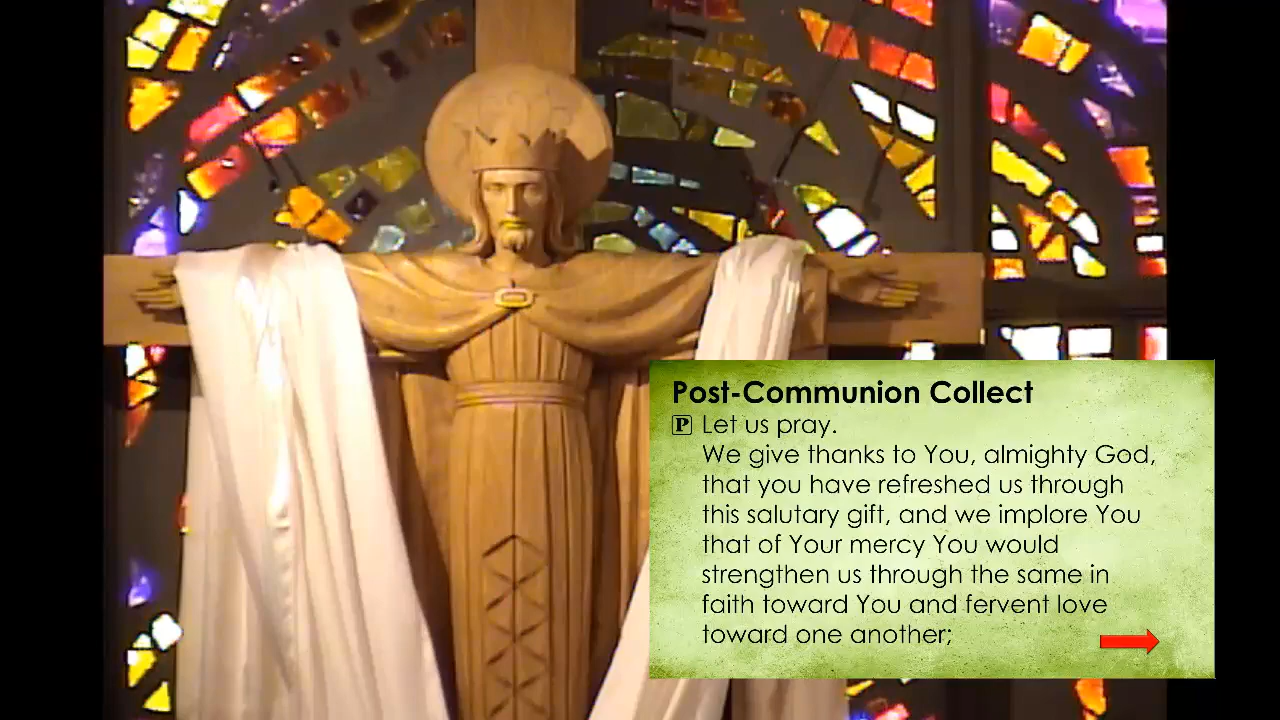 Post-Communion Collect
P Let us pray.
We give thanks to You, almighty God,
that you have refreshed us through
this salutary gift, and we implore You
that of Your mercy You would
strengthen us through the same in
faith toward You and fervent love
toward one another;